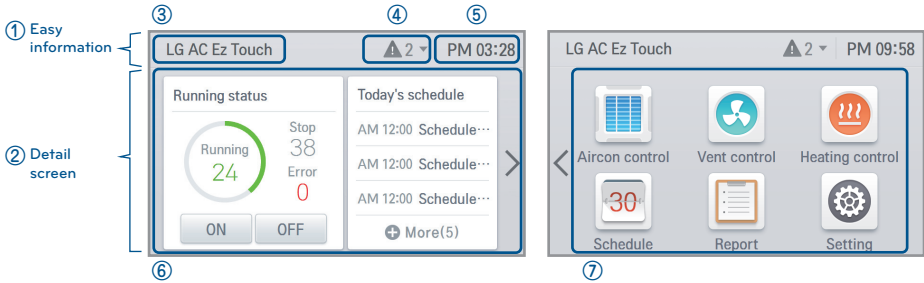 ③
④
⑤
① Easy
information
LG AC Ez Touch
2
PM 03:28
Running status
Running
24
Stop
38
Error
0
ON
OFF
Today's schedule
AM 12:00 Schedule···
AM 12:00 Schedule···
AM 12:00 Schedule···
More(5)
② Detail
screen
⑥
LG AC Ez Touch
2
PM 09:58
Aircon control
Vent control
Heating control
30
Schedule
Report
Setting
⑦